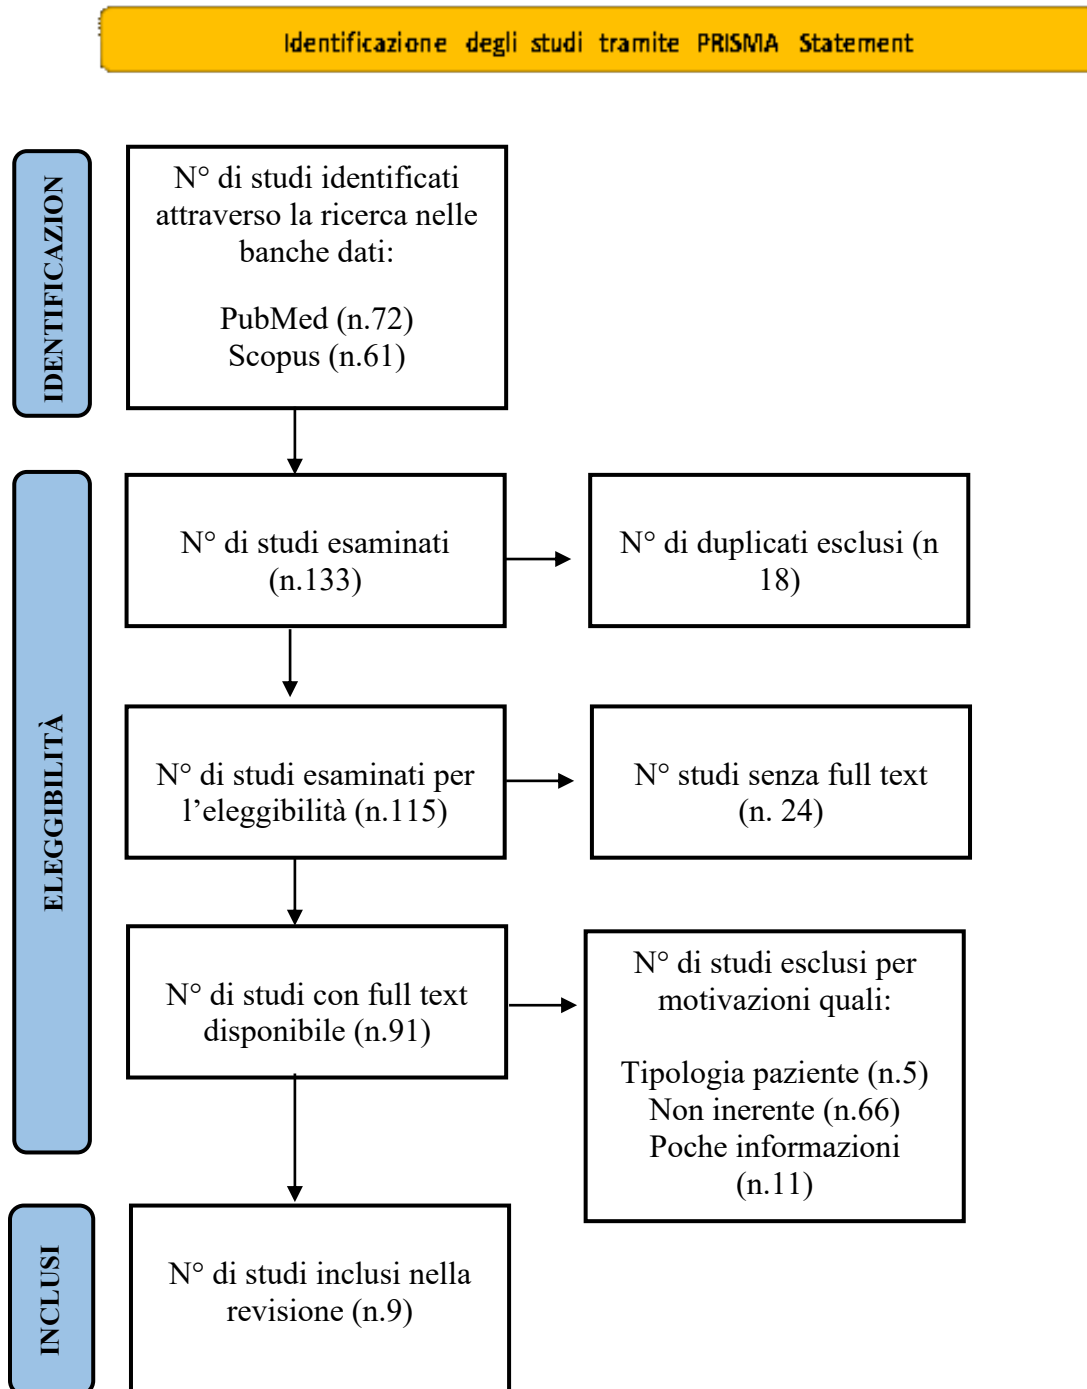 Identificazione degli studi tramite PRISMA Statement
IDENTIFICAZION
N° di studi identificati
attraverso la ricerca nelle
banche dati:
PubMed (n.72)
Scopus (n.61)
ELEGGIBILITÀ
N° di studi esaminati
(n.133)
N° di duplicati esclusi (n
18)
N° di studi esaminati per
l’eleggibilità (n.115)
N° studi senza full text
(n. 24)
N° di studi con full text
disponibile (n.91)
N° di studi esclusi per
motivazioni quali:
Tipologia paziente (n.5)
Non inerente (n.66)
Poche informazioni
(n.11)
INCLUSI
N° di studi inclusi nella
revisione (n.9)